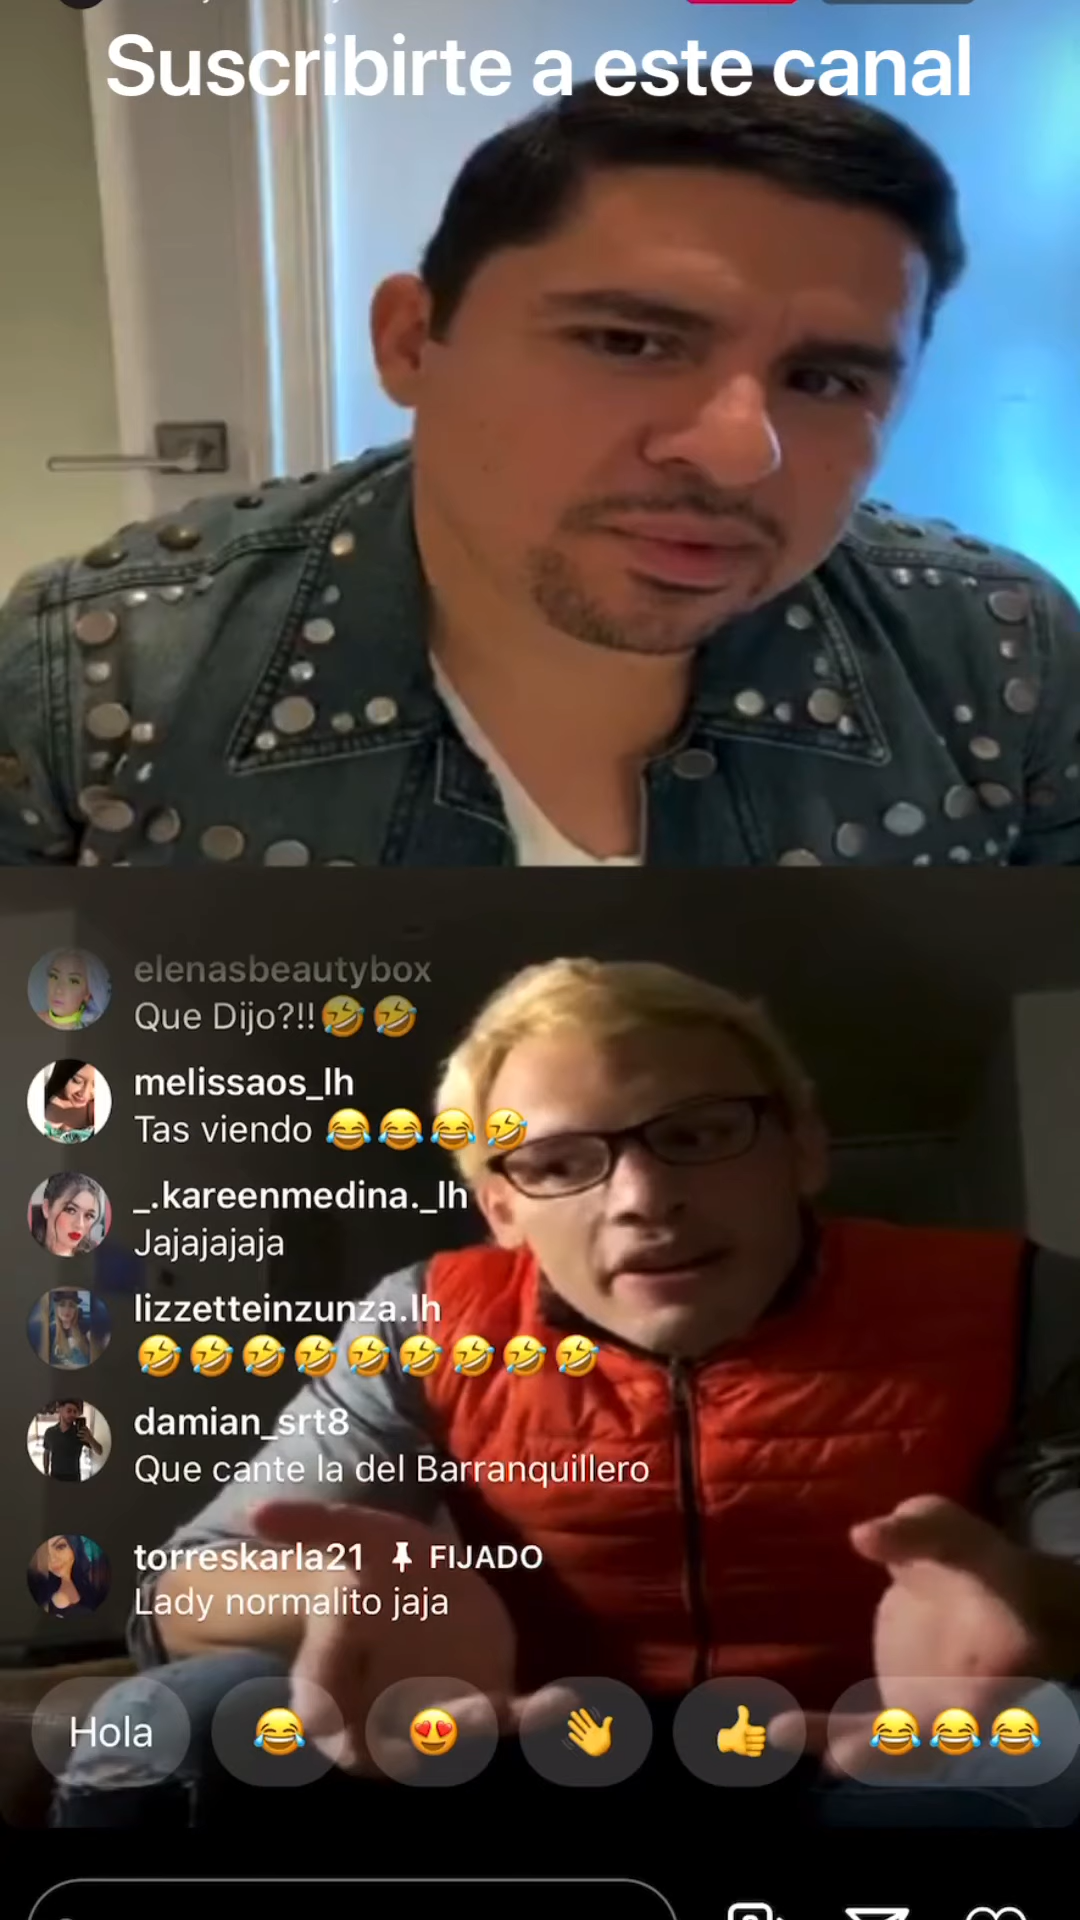 Suscribirte a este canal
elenasbeautybox
Que Dijo?!!🤣🤣
melissaos_lh
Tas viendo 😂😂😂🤣
_.kareenmedina._lh
Jajajajaja
lizzetteinzunza.lh
🤣🤣🤣🤣🤣🤣🤣🤣🤣
damian_srt8
Que cante la del Barranquillero
torreskarla21 📌 FIJADO
Lady normalito jaja
Hola 😂 😍 👋 👍 😂😂😂